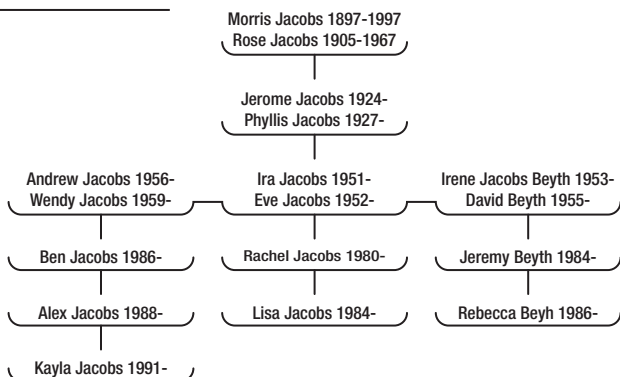 Morris Jacobs 1897-1997
Rose Jacobs 1905-1967
Jerome Jacobs 1924-
Phyllis Jacobs 1927-
Andrew Jacobs 1956-
Wendy Jacobs 1959-
Ira Jacobs 1951-
Eve Jacobs 1952-
Irene Jacobs Beyth 1953-
David Beyth 1955-
Ben Jacobs 1986-
Rachel Jacobs 1980-
Jeremy Beyth 1984-
Alex Jacobs 1988-
Lisa Jacobs 1984-
Rebecca Beyh 1986-
Kayla Jacobs 1991-